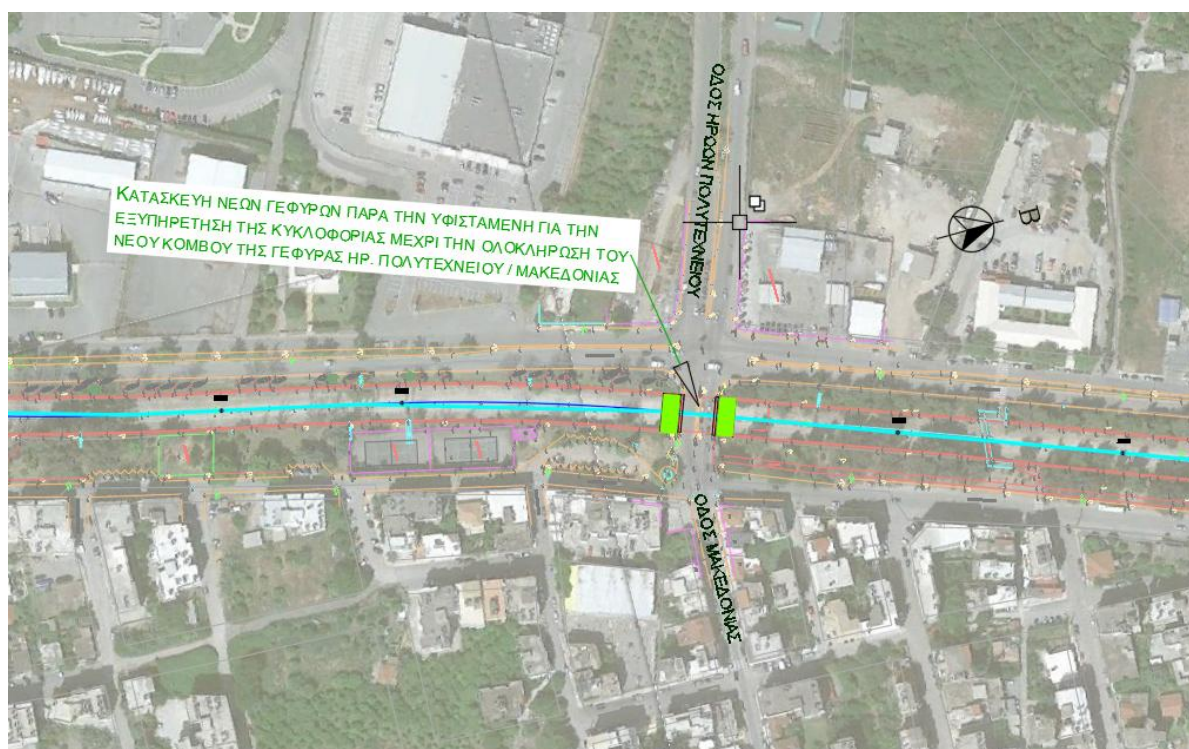 ΟΔΟΣ ΗΡΩΩΝ ΠΟΛΥΤΕΧΝΕΙΟΥ
ΚΑΤΑΣΚΕΥΗ ΝΕΩΝ ΓΕΦΥΡΩΝ ΠΑΡΑ ΤΗΝ ΥΦΙΣΤΑΜΕΝΗ ΓΙΑ ΤΗΝ
ΕΞΥΠΗΡΕΤΗΣΗ ΤΗΣ ΚΥΚΛΟΦΟΡΙΑΣ ΜΕΧΡΙ ΤΗΝ ΟΛΟΚΛΗΡΩΣΗ ΤΟΥ
ΝΕΟΥ ΚΟΜΒΟΥ ΤΗΣ ΓΕΦΥΡΑΣ ΗΡ. ΠΟΛΥΤΕΧΝΕΙΟΥ / ΜΑΚΕΔΟΝΙΑΣ
Β
ΟΔΟΣ ΜΑΚΕΔΟΝΙΑΣ